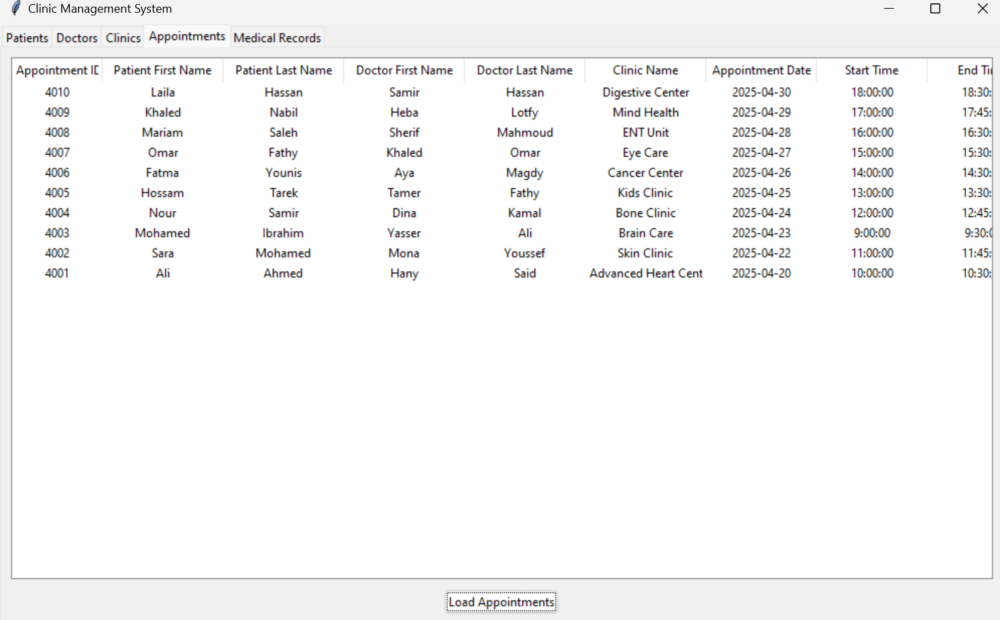 Clinic Management System
Patients Doctors Clinics Appointments Medical Records
Appointment ID Patient First Name Patient Last Name Doctor First Name Doctor Last Name Clinic Name Appointment Date Start Time End Ti
4010 Laila Hassan Samir Hassan Digestive Center 2025-04-30 18:00:00 18:30:
4009 Khaled Nabil Heba Lotfy Mind Health 2025-04-29 17:00:00 17:45:
4008 Mariam Saleh Sherif Mahmoud ENT Unit 2025-04-28 16:00:00 16:30:
4007 Omar Fathy Khaled Omar Eye Care 2025-04-27 15:00:00 15:30:
4006 Fatma Younis Aya Magdy Cancer Center 2025-04-26 14:00:00 14:30:
4005 Hossam Tarek Tamer Fathy Kids Clinic 2025-04-25 13:00:00 13:30:
4004 Nour Samir Dina Kamal Bone Clinic 2025-04-24 12:00:00 12:45:
4003 Mohamed Ibrahim Yasser Ali Brain Care 2025-04-23 9:00:00 9:30:0
4002 Sara Mohamed Mona Youssef Skin Clinic 2025-04-22 11:00:00 11:45:
4001 Ali Ahmed Hany Said Advanced Heart Cent 2025-04-20 10:00:00 10:30:
Load Appointments